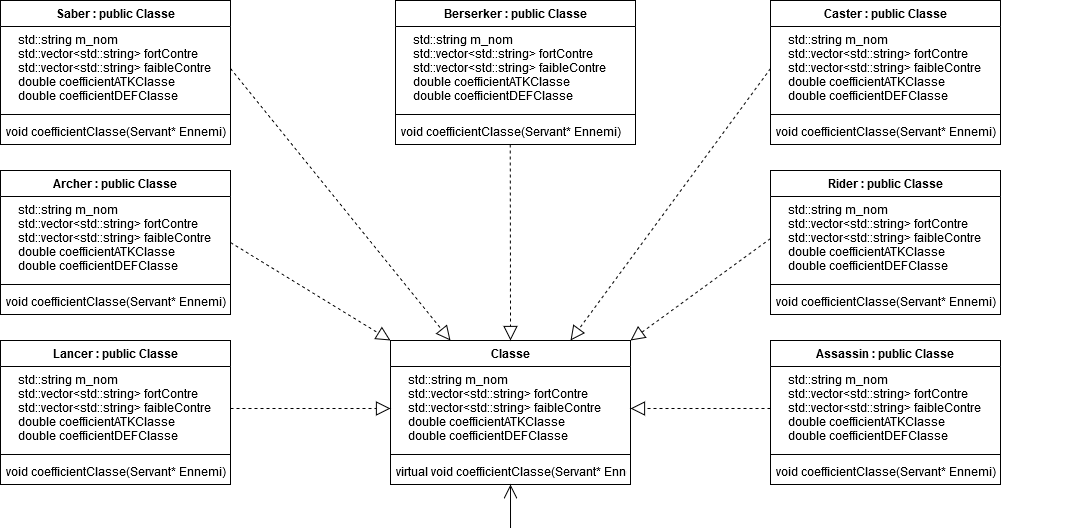 Saber : public Classe
std::string m_nom
std::vector<std::string> fortContre
std::vector<std::string> faibleContre
double coefficientATKClasse
double coefficientDEFClasse
void coefficientClasse(Servant* Ennemi)
Berserker : public Classe
std::string m_nom
std::vector<std::string> fortContre
std::vector<std::string> faibleContre
double coefficientATKClasse
double coefficientDEFClasse
void coefficientClasse(Servant* Ennemi)
Caster : public Classe
std::string m_nom
std::vector<std::string> fortContre
std::vector<std::string> faibleContre
double coefficientATKClasse
double coefficientDEFClasse
void coefficientClasse(Servant* Ennemi)
Archer : public Classe
std::string m_nom
std::vector<std::string> fortContre
std::vector<std::string> faibleContre
double coefficientATKClasse
double coefficientDEFClasse
void coefficientClasse(Servant* Ennemi)
Rider : public Classe
std::string m_nom
std::vector<std::string> fortContre
std::vector<std::string> faibleContre
double coefficientATKClasse
double coefficientDEFClasse
void coefficientClasse(Servant* Ennemi)
Lancer : public Classe
std::string m_nom
std::vector<std::string> fortContre
std::vector<std::string> faibleContre
double coefficientATKClasse
double coefficientDEFClasse
void coefficientClasse(Servant* Ennemi)
Classe
std::string m_nom
std::vector<std::string> fortContre
std::vector<std::string> faibleContre
double coefficientATKClasse
double coefficientDEFClasse
virtual void coefficientClasse(Servant* Enn
Assassin : public Classe
std::string m_nom
std::vector<std::string> fortContre
std::vector<std::string> faibleContre
double coefficientATKClasse
double coefficientDEFClasse
void coefficientClasse(Servant* Ennemi)